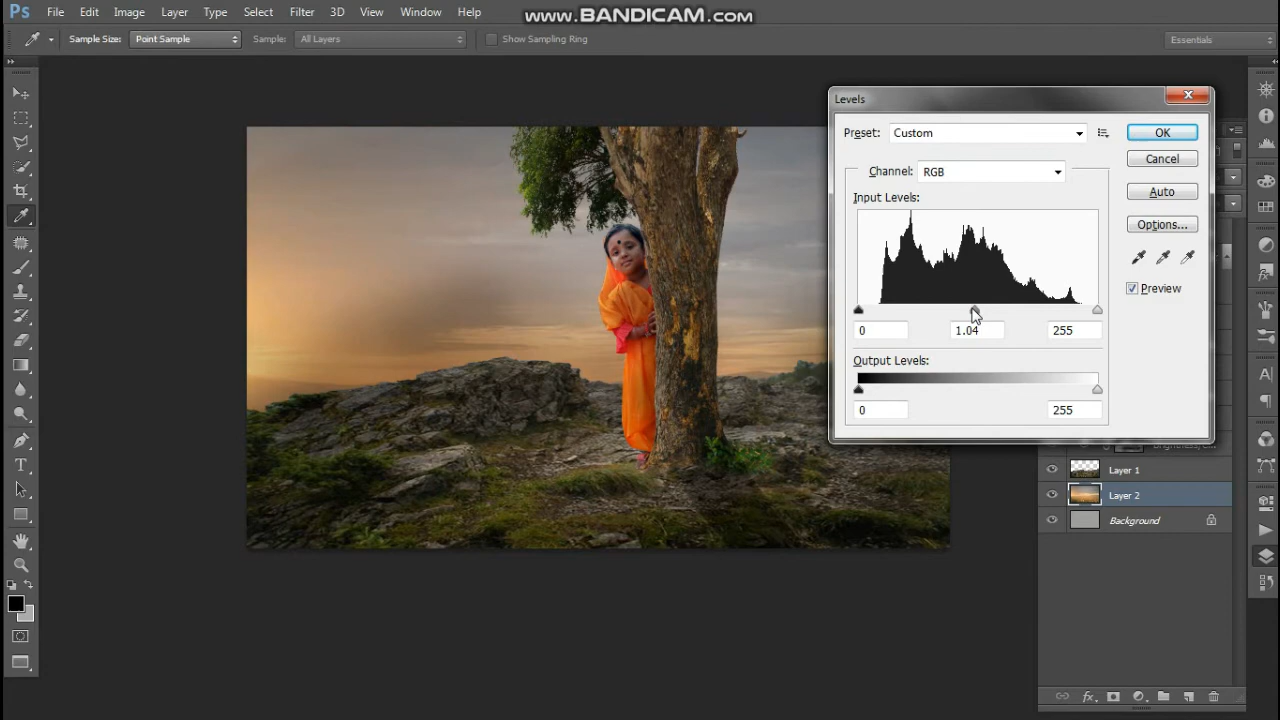 Ps File Edit Image Layer Type Select Filter 3D View Window Help
www.BANDICAM.com
Sample Size: Point Sample Sample: All Layers Show Sampling Ring Essentials
Levels
Preset: Custom OK
Cancel
Channel: RGB
Auto
Input Levels:
Options...
Preview
0 1.04 255
Output Levels:
0 255
Layer 1
Layer 2
Background